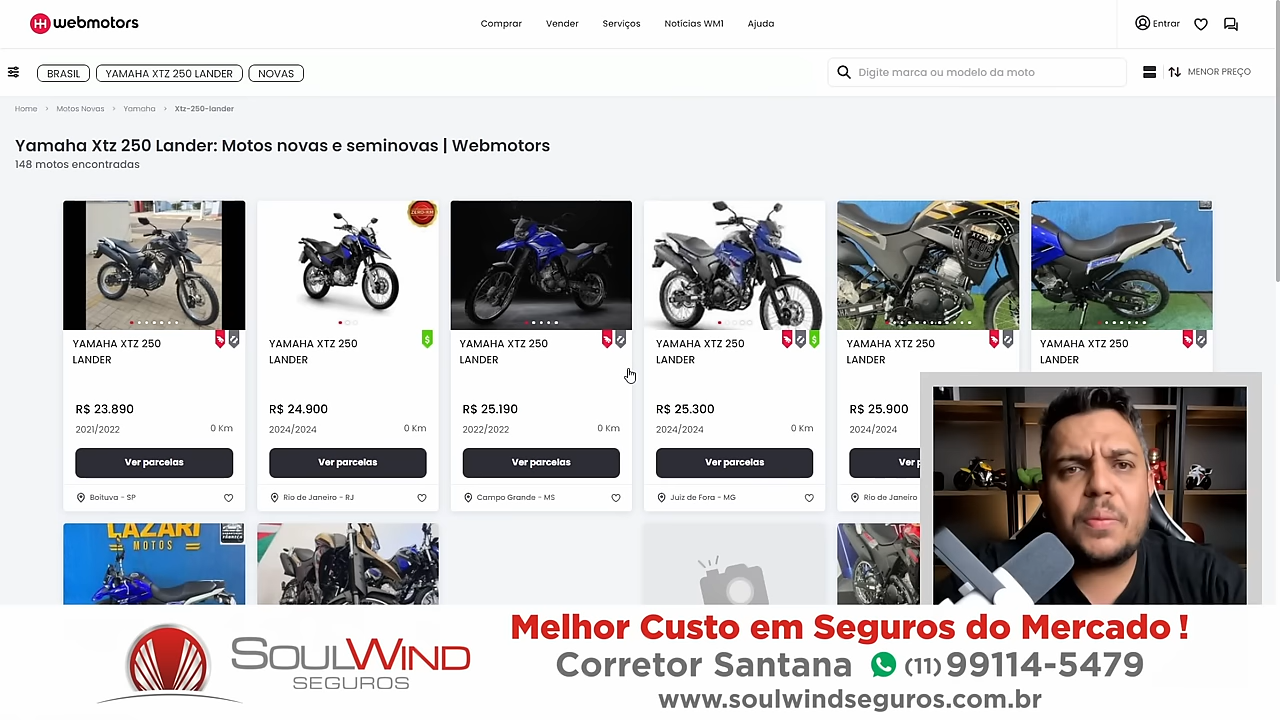 webmotors
Comprar
Vender
Serviços
Notícias WM1
Ajuda
Entrar
BRASIL
YAMAHA XTZ 250 LANDER
NOVAS
Digite marca ou modelo da moto
MENOR PREÇO
Home > Motos Novas > Yamaha > Xtz-250-lander
Yamaha Xtz 250 Lander: Motos novas e seminovas | Webmotors
148 motos encontradas
ZERO KM
YAMAHA XTZ 250
LANDER
R$ 23.890
2021/2022
0 Km
Ver parcelas
Boituva - SP
YAMAHA XTZ 250
LANDER
R$ 24.900
2024/2024
0 Km
Ver parcelas
Rio de Janeiro - RJ
YAMAHA XTZ 250
LANDER
R$ 25.190
2022/2022
0 Km
Ver parcelas
Campo Grande - MS
YAMAHA XTZ 250
LANDER
R$ 25.300
2024/2024
0 Km
Ver parcelas
Juiz de Fora - MG
YAMAHA XTZ 250
LANDER
R$ 25.900
2024/2024
Ver p
Rio de Janeiro
YAMAHA XTZ 250
LANDER
LAZARI
MOTOS
SOULWIND
SEGUROS
Melhor Custo em Seguros do Mercado !
Corretor Santana (11) 99114-5479
www.soulwindseguros.com.br